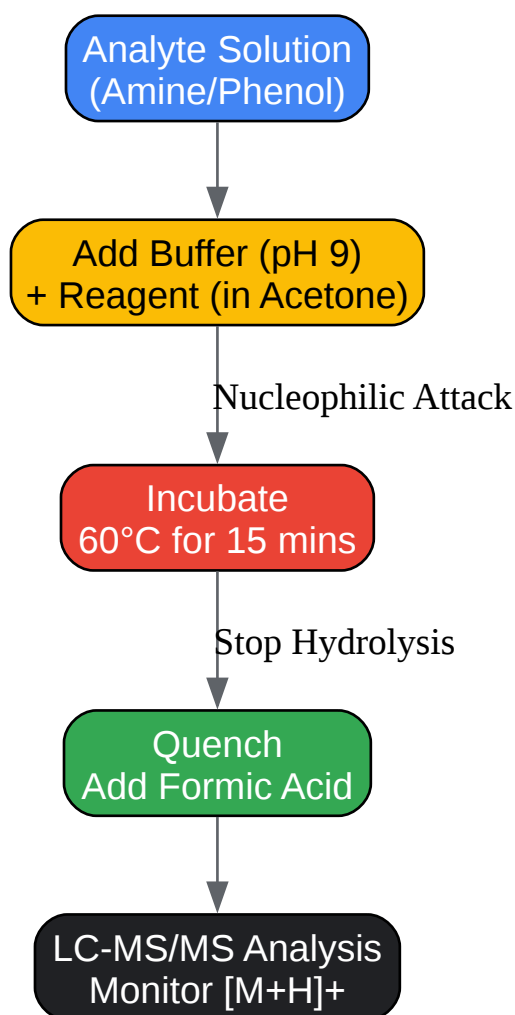 Analyte Solution
(Amine/Phenol)
Add Buffer (pH 9)
+ Reagent (in Acetone)
Nucleophilic Attack
Incubate
60°C for 15 mins
Stop Hydrolysis
Quench
Add Formic Acid
LC-MS/MS Analysis
Monitor [M+H]+